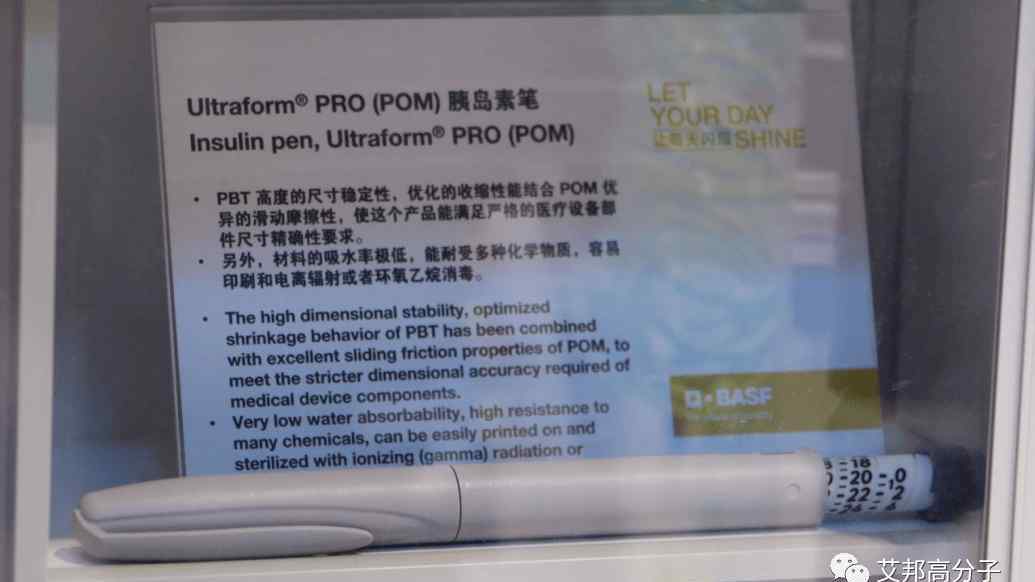 Ultraform® PRO (POM) 胰岛素笔
Insulin pen, Ultraform® PRO (POM)
LET
YOUR DAY
让每天闪耀 SHINE
• PBT 高度的尺寸稳定性，优化的收缩性能结合 POM 优
异的滑动摩擦性，使这个产品能满足严格的医疗设备部
件尺寸精确性要求。
• 另外，材料的吸水率极低，能耐受多种化学物质，容易
印刷和电离辐射或者环氧乙烷消毒。
• The high dimensional stability, optimized
shrinkage behavior of PBT has been combined
with excellent sliding friction properties of POM, to
meet the stricter dimensional accuracy required of
medical device components.
• Very low water absorbability, high resistance to
many chemicals, can be easily printed on and
sterilized with ionizing (gamma) radiation or
BASF
18
20 0
22 1 2
艾邦高分子